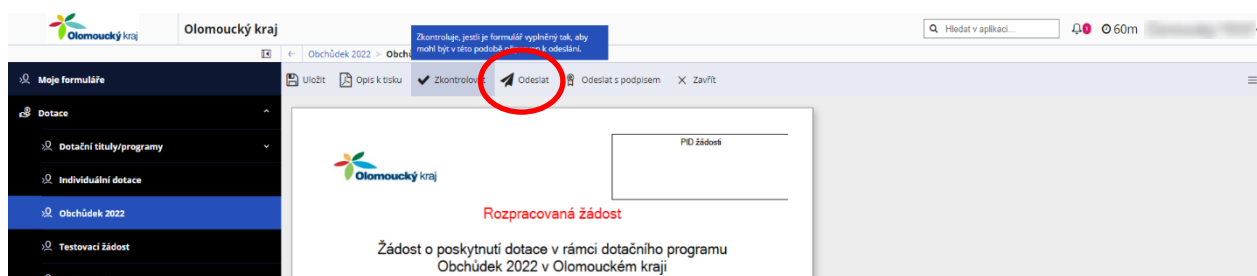 Olomoucký kraj
Olomoucký kraj
Zkontroluje, jestli je formulář vyplněný tak, aby
mohl být v této podobě
k odeslání.
Hledat v aplikaci...
60m
← Obchůdek 2022 >
Moje formuláře
Uložit
Opis k tisku
Zkontrolovat
Odeslat
Odeslat s podpisem
Zavřít
Dotace
Dotační tituly/programy
Individuální dotace
Obchůdek 2022
Testovací žádost
PID žádosti
Olomoucký kraj
Rozpracovaná žádost
Žádost o poskytnutí dotace v rámci dotačního programu
Obchůdek 2022 v Olomouckém kraji